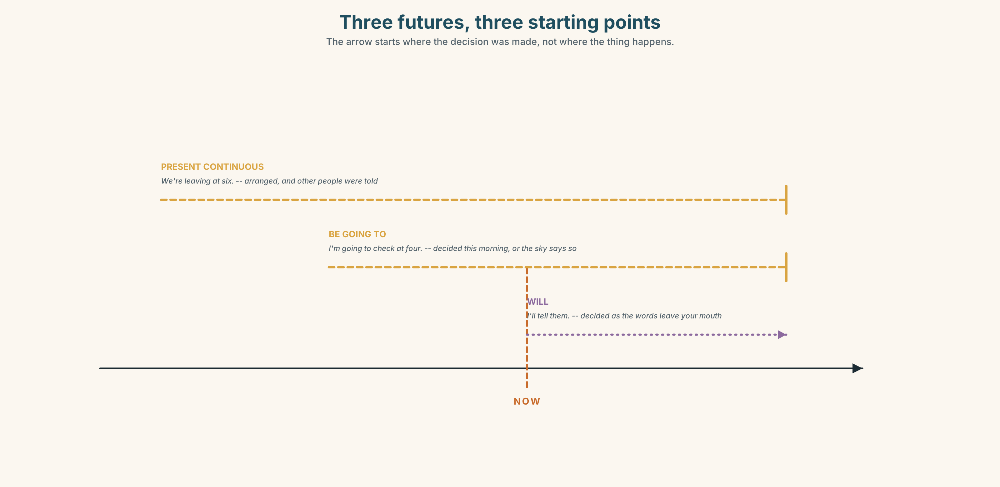 Three futures, three starting points
The arrow starts where the decision was made, not where the thing happens.
PRESENT CONTINUOUS
We're leaving at six. -- arranged, and other people were told
BE GOING TO
I'm going to check at four. -- decided this morning, or the sky says so
WILL
I'll tell them. -- decided as the words leave your mouth
NOW